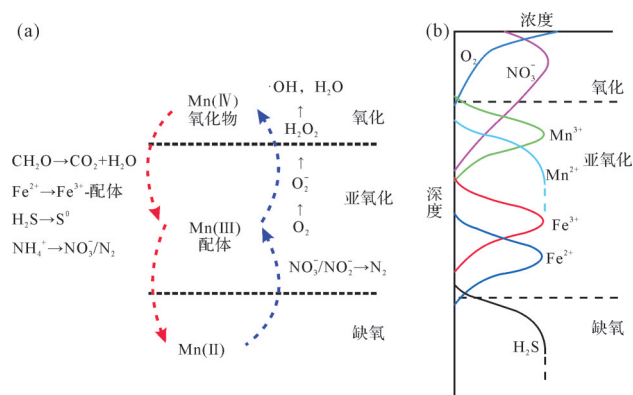 (a)
Mn(Ⅳ)
氧化物
·OH，H₂O
↑
H₂O₂
氧化
CH₂O→CO₂+H₂O
Fe²⁺→Fe³⁺-配体
H₂S→S⁰
NH₄⁺→NO₃⁻/N₂
↑
O₂⁻
↑
O₂
亚氧化
Mn(Ⅲ)
配体
NO₃⁻/NO₂⁻→N₂
Mn(Ⅱ)
缺氧
(b)
浓度
O₂
NO₃⁻
氧化
Mn³⁺
亚氧化
Mn²⁺
深度
Fe³⁺
Fe²⁺
缺氧
H₂S